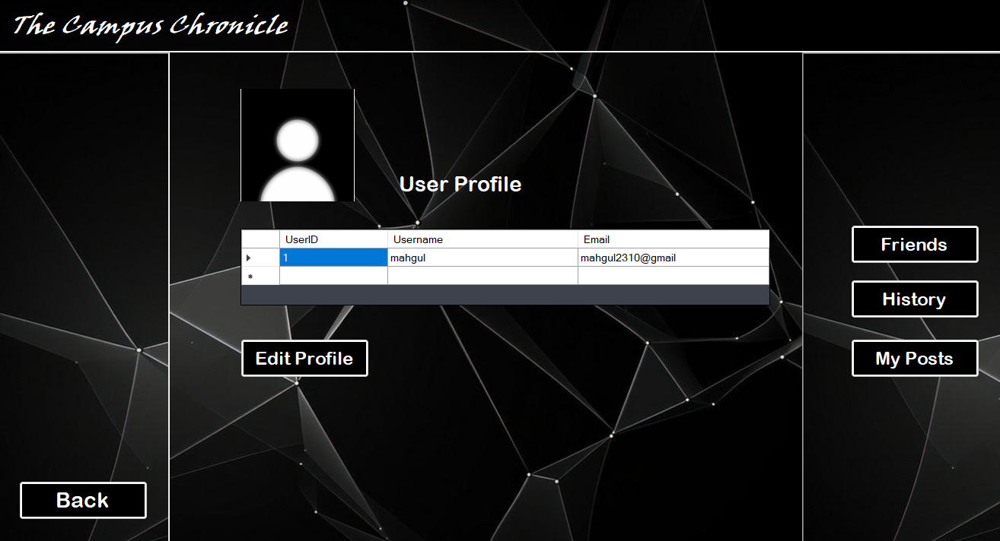 The Campus Chronicle
User Profile
UserID Username Email
1 mahgul mahgul2310@gmail
Friends
History
Edit Profile
My Posts
Back